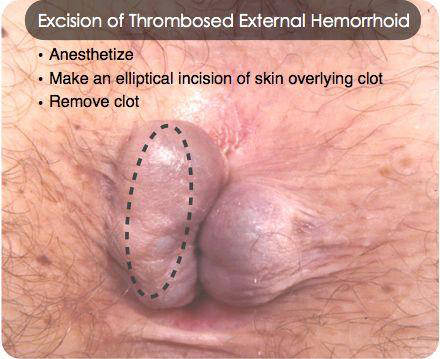 Excision of Thrombosed External Hemorrhoid
• Anesthetize
• Make an elliptical incision of skin overlying clot
• Remove clot